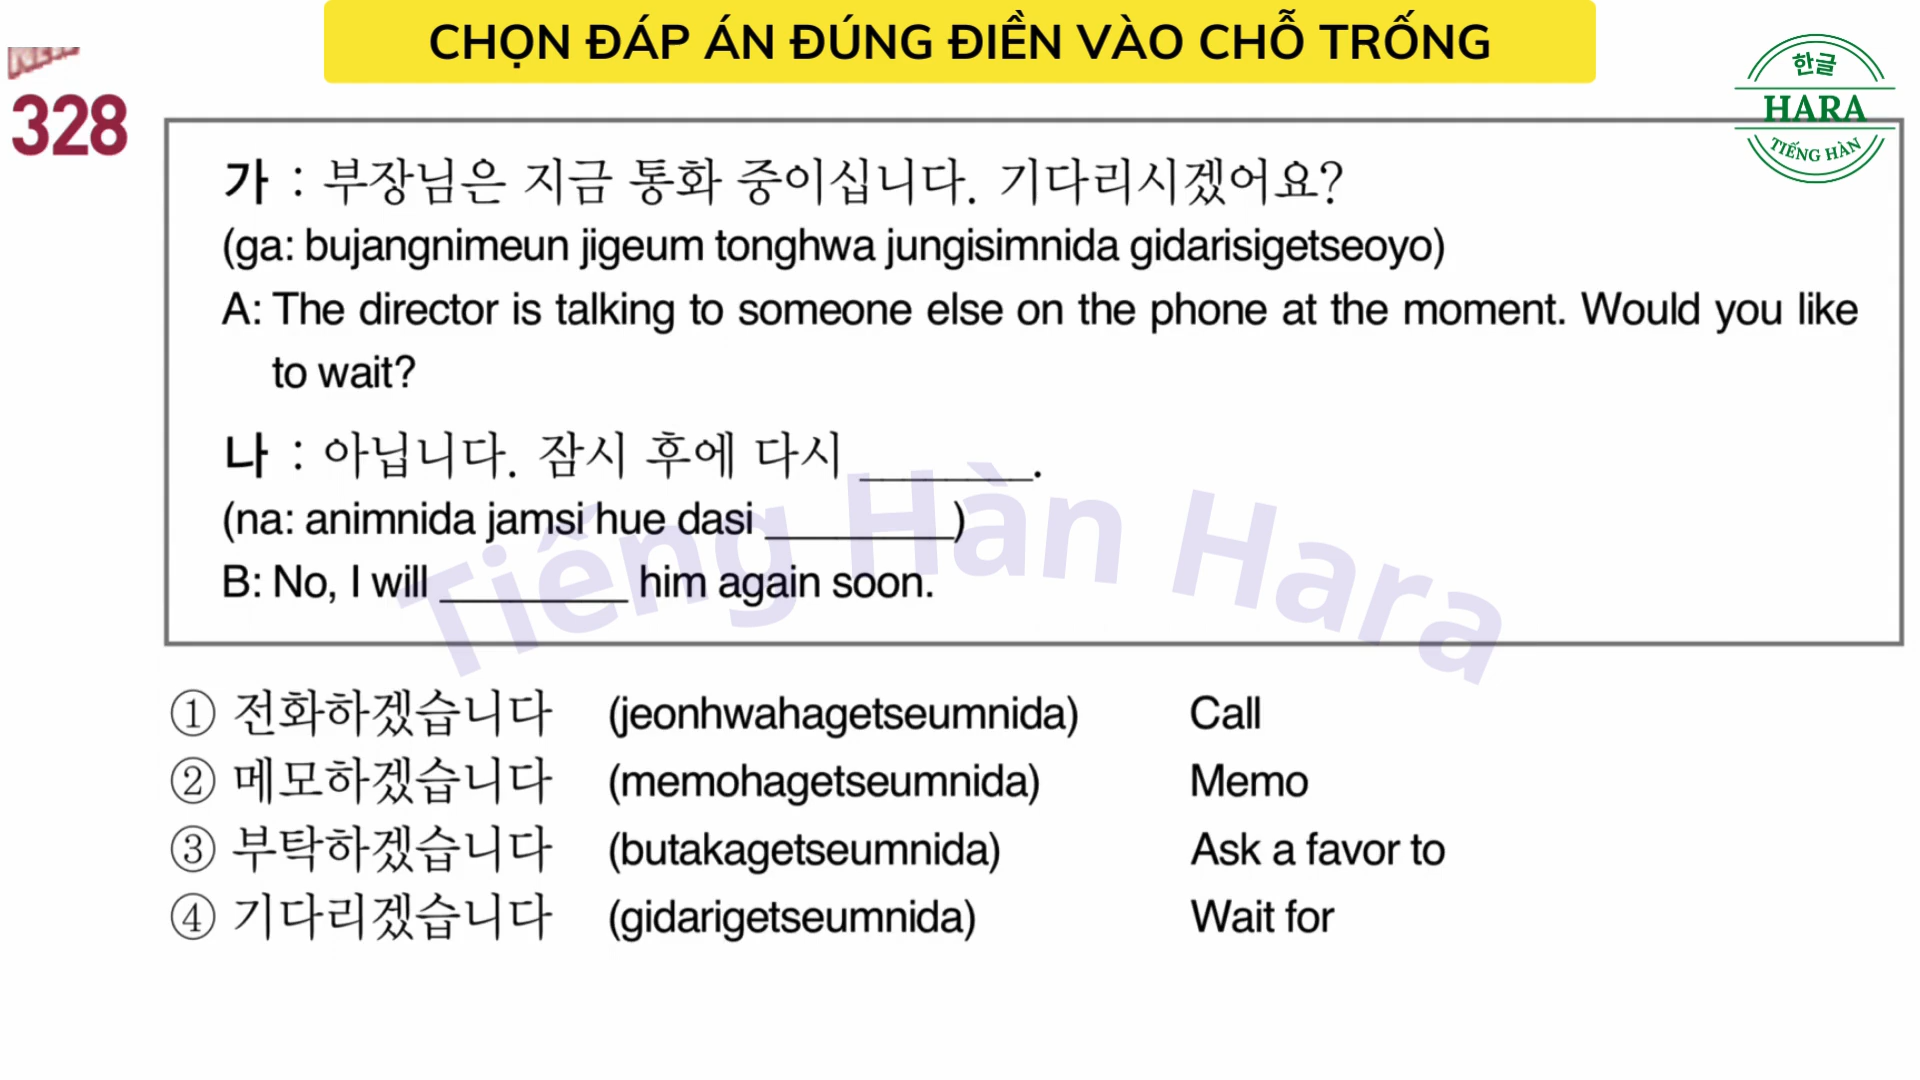 CHỌN ĐÁP ÁN ĐÚNG ĐIỀN VÀO CHỖ TRỐNG
한글
HARA
TIẾNG HÀN
328
가 : 부장님은 지금 통화 중이십니다. 기다리시겠어요?
(ga: bujangnimeun jigeum tonghwa jungisimnida gidarisigetseoyo)
A: The director is talking to someone else on the phone at the moment. Would you like
to wait?
나 : 아닙니다. 잠시 후에 다시 ________.
(na: animnida jamsi hue dasi ________)
B: No, I will ________ him again soon.
Tiếng Hàn Hara
① 전화하겠습니다 (jeonhwahagetseumnida) Call
② 메모하겠습니다 (memohagetseumnida) Memo
③ 부탁하겠습니다 (butakagetseumnida) Ask a favor to
④ 기다리겠습니다 (gidarigetseumnida) Wait for